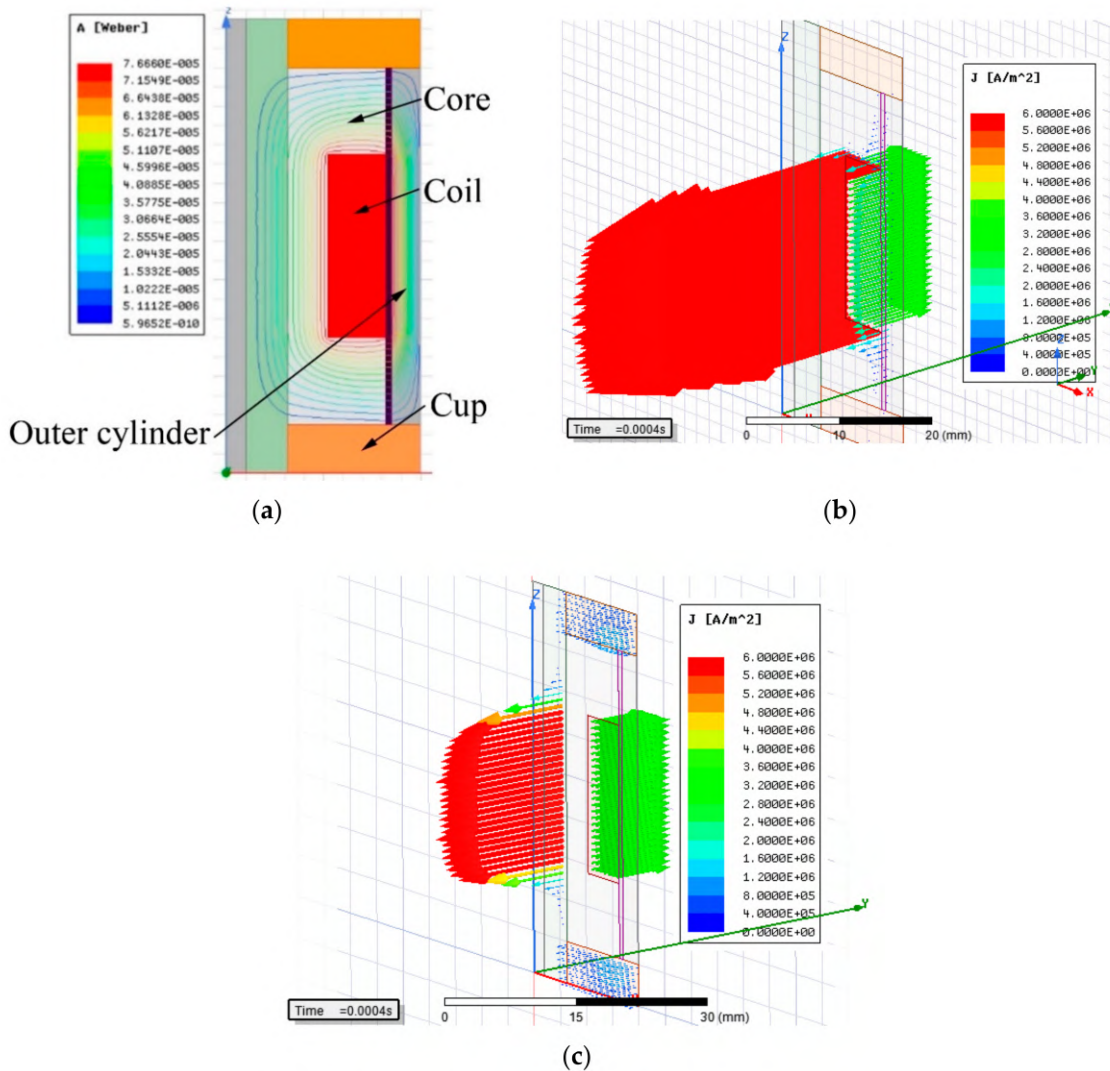 A [Weber]
7.6660E-005
7.1549E-005
6.6438E-005
6.1328E-005
5.6217E-005
5.1107E-005
4.5996E-005
4.0885E-005
3.5775E-005
3.0664E-005
2.5554E-005
2.0443E-005
1.5332E-005
1.0222E-005
5.1112E-006
5.9652E-010
z
Core
Coil
Outer cylinder
Cup
(a)
Z
J [A/m^2]
6.0000E+06
5.6000E+06
5.2000E+06
4.8000E+06
4.4000E+06
4.0000E+06
3.6000E+06
3.2000E+06
2.8000E+06
2.4000E+06
2.0000E+06
1.6000E+06
1.2000E+06
8.0000E+05
4.0000E+05
0.0000E+00
Z
Y
X
Time =0.0004s
0 10 20 (mm)
(b)
Z
J [A/m^2]
6.0000E+06
5.6000E+06
5.2000E+06
4.8000E+06
4.4000E+06
4.0000E+06
3.6000E+06
3.2000E+06
2.8000E+06
2.4000E+06
2.0000E+06
1.6000E+06
1.2000E+06
8.0000E+05
4.0000E+05
0.0000E+00
Y
Time =0.0004s
0 15 30 (mm)
(c)